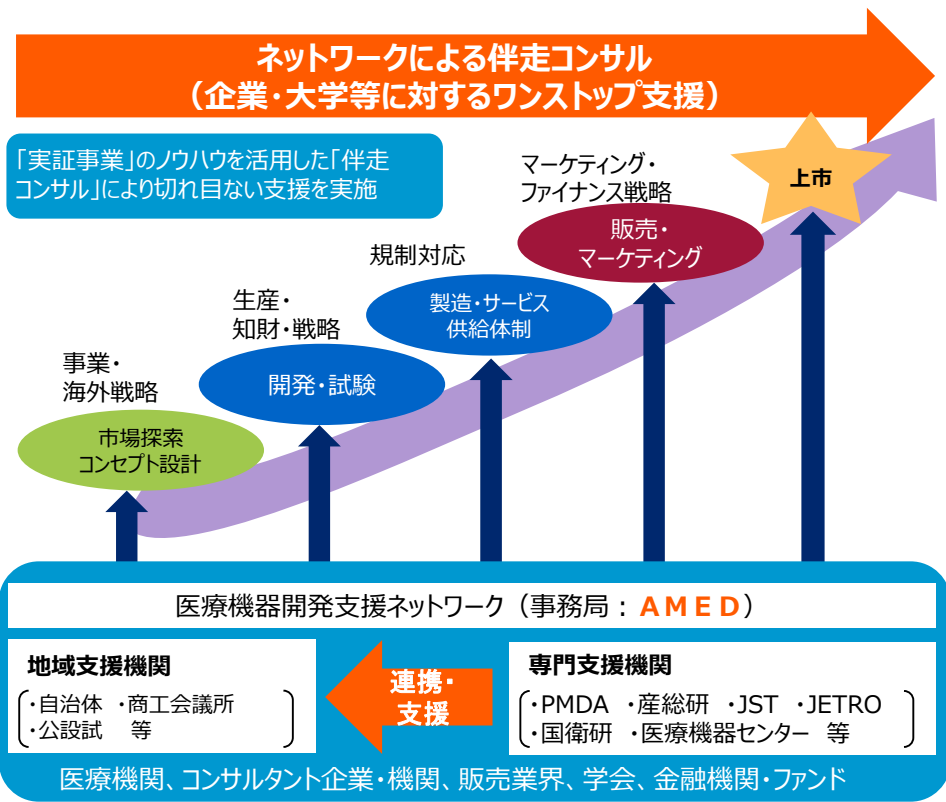 ネットワークによる伴走コンサル
（企業・大学等に対するワンストップ支援）
「実証事業」のノウハウを活用した「伴走
コンサル」により切れ目ない支援を実施
マーケティング・
ファイナンス戦略
上市
販売・
マーケティング
規制対応
製造・サービス
供給体制
生産・
知財・戦略
開発・試験
事業・
海外戦略
市場探索
コンセプト設計
医療機器開発支援ネットワーク（事務局：ＡＭＥＤ）
地域支援機関
・自治体　・商工会議所
・公設試　等
連携・
支援
専門支援機関
・PMDA　・産総研　・JST　・JETRO
・国衛研　・医療機器センター　等
医療機関、コンサルタント企業・機関、販売業界、学会、金融機関・ファンド